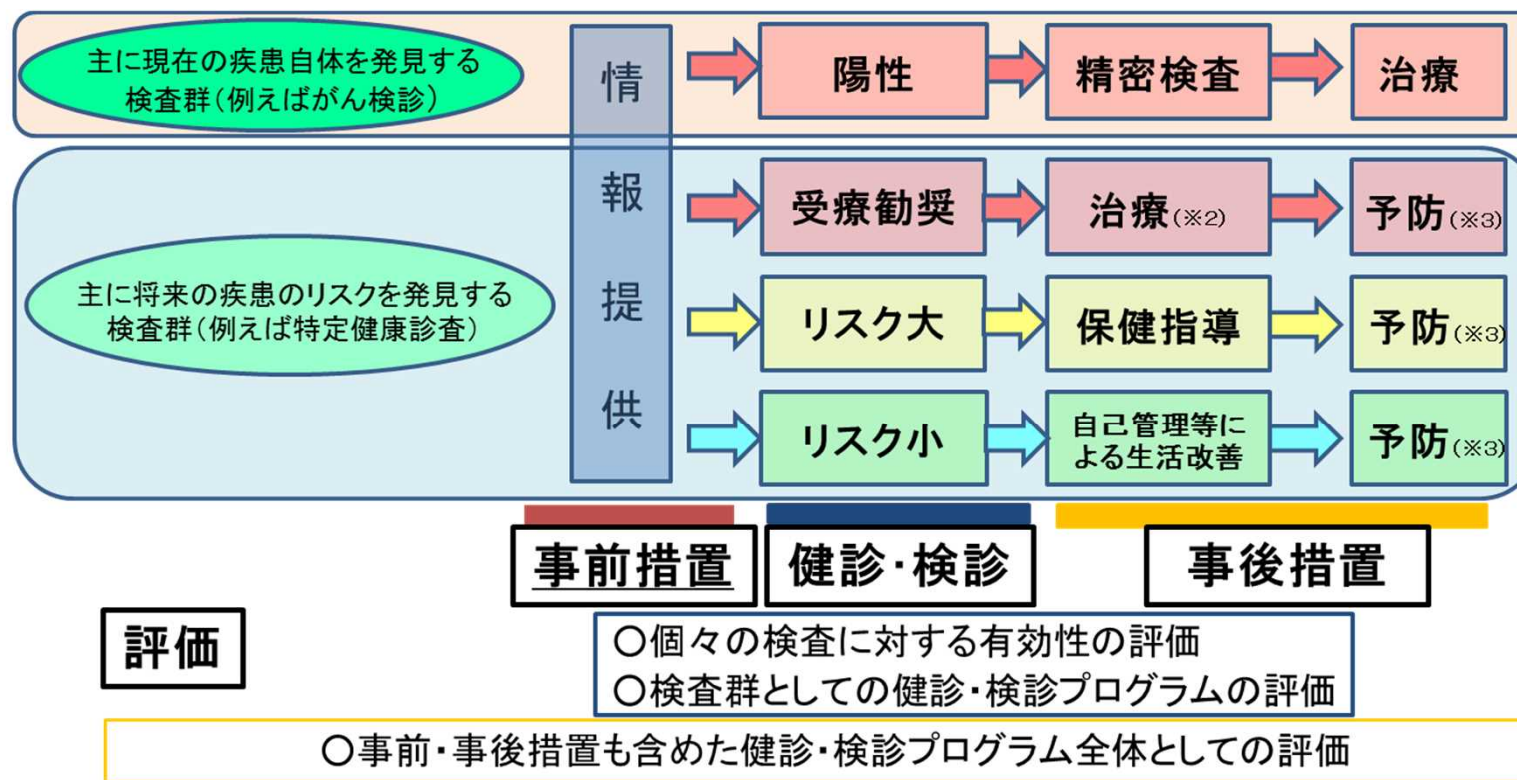 主に現在の疾患自体を発見する
検査群(例えばがん検診)
情
報
提
供
陽性
精密検査
治療
主に将来の疾患のリスクを発見する
検査群(例えば特定健康診査)
受療勧奨
治療(※2)
予防(※3)
リスク大
保健指導
予防(※3)
リスク小
自己管理等に
よる生活改善
予防(※3)
事前措置
健診・検診
事後措置
評価
〇個々の検査に対する有効性の評価
〇検査群としての健診・検診プログラムの評価
〇事前・事後措置も含めた健診・検診プログラム全体としての評価